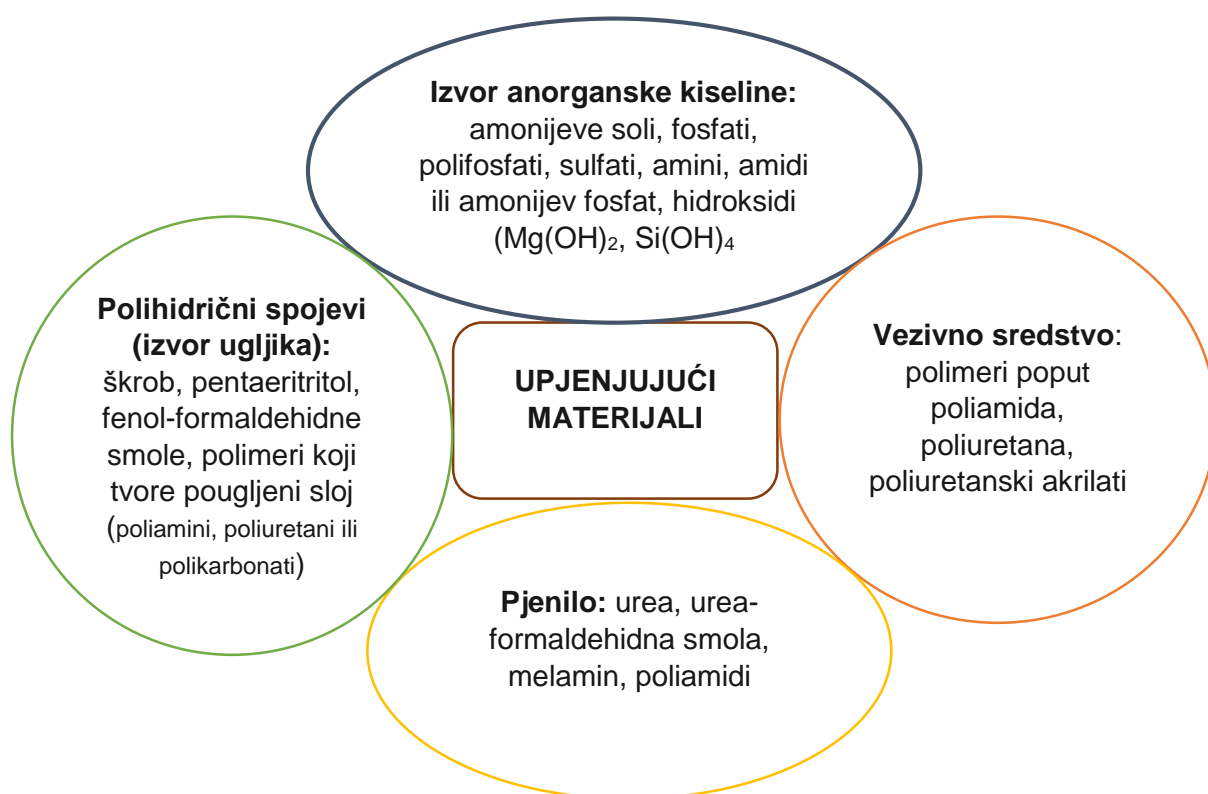 Izvor anorganske kiseline:
amonijeve soli, fosfati,
polifosfati, sulfati, amini, amidi
ili amonijev fosfat, hidroksidi
(Mg(OH)₂, Si(OH)₄
Polihidrični spojevi
(izvor ugljika):
škrob, pentaeritritol,
fenol-formaldehidne
smole, polimeri koji
tvore pougljeni sloj
(poliamini, poliuretani ili
polikarbonati)
UPJENJUJUĆI
MATERIJALI
Vezivno sredstvo:
polimeri poput
poliamida,
poliuretana,
poliuretanski akrilati
Pjenilo: urea, urea-
formaldehidna smola,
melamin, poliamidi